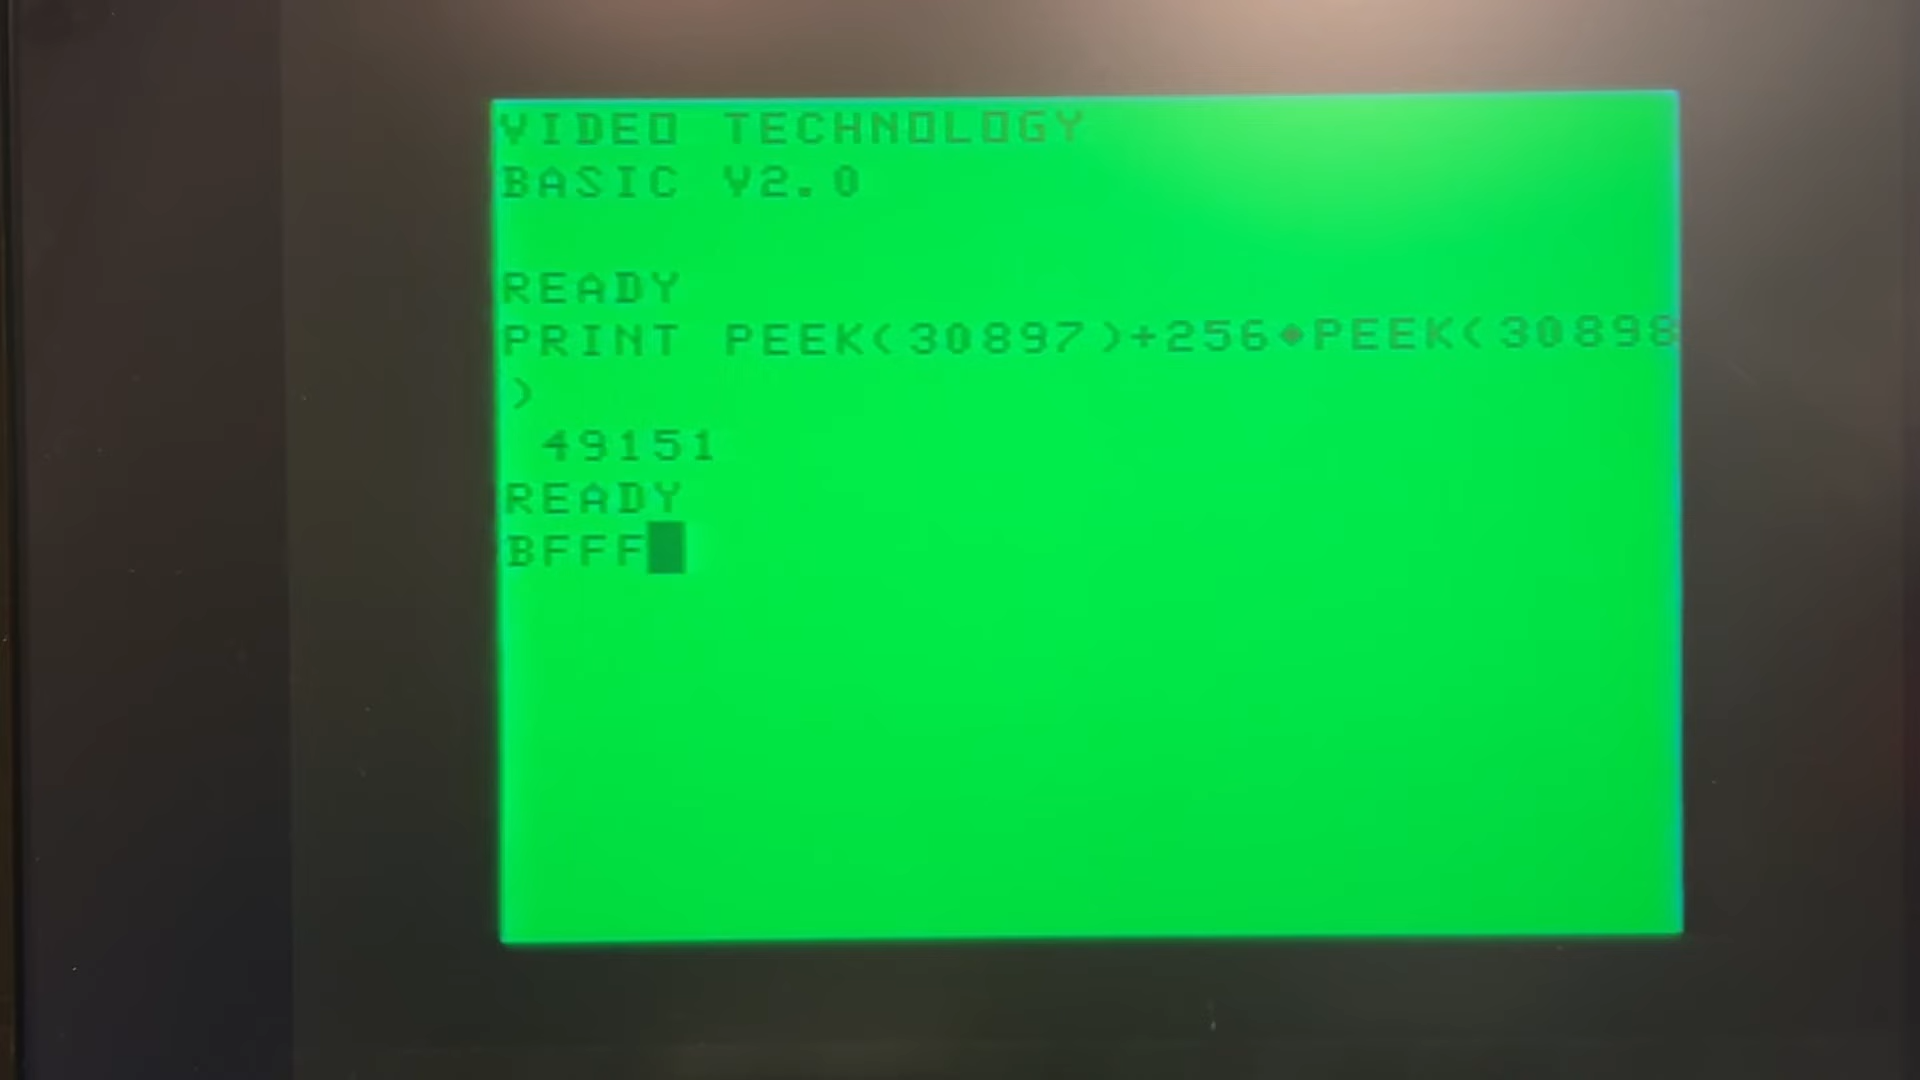 VIDEO TECHNOLOGY
BASIC V2.0
READY
PRINT PEEK(30897)+256*PEEK(30898
)
49151
READY
BFFF